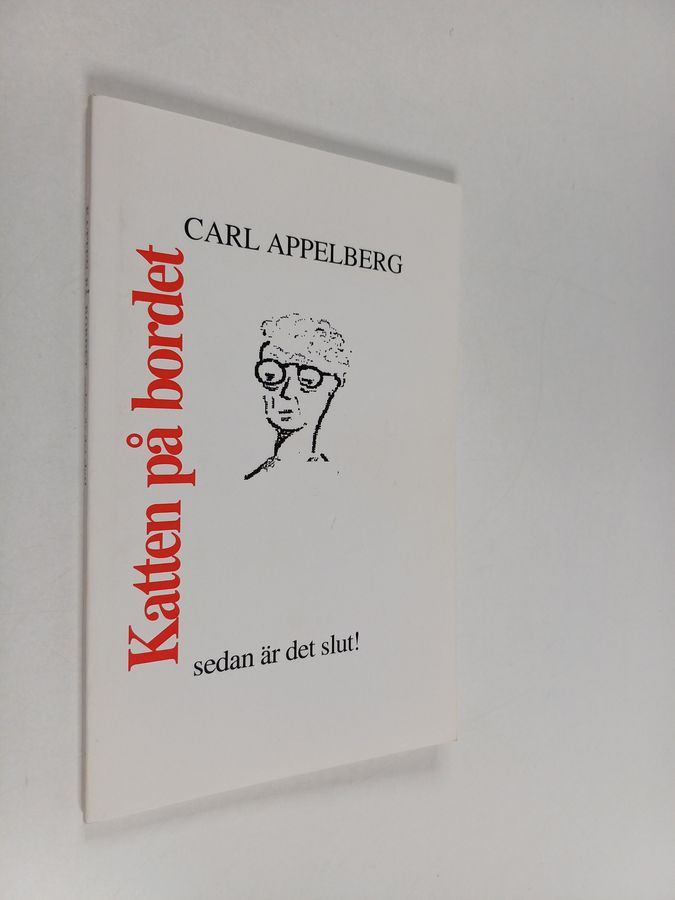 CARL APPELBERG
Katten på bordet
sedan är det slut!